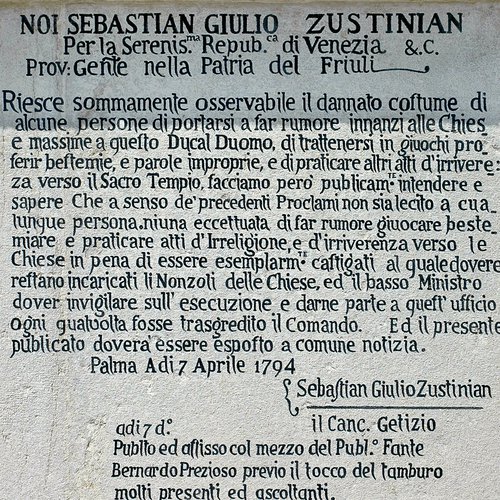 NOI SEBASTIAN GIULIO ZUSTINIAN
Per la Serenis.ma Repub.ca di Venezia &.C.
Prov: Genſte nella Patria del Friuli
Riesce sommamente osservabile il dannato coſtume di
alcune persone di portarsi a far rumore innanzi alle Chies
e massime a queſto Ducal Duomo, di trattenersi in giuochi pro=
ferir beſtemie, e parole improprie, e di praticare altri atti d'irrivere=
za verso il Sacro Tempio, facciamo pero' publicam.TE intendere e
sapere Che a senso de' precedenti Proclami non sia lecito a cua
lunque persona niuna eccettuata di far rumore giuocare beste=
miare e praticare atti d'Irreligione, e d'irriverenza verso le
Chiese in pena di essere esemplarm.TE caſtigati al quale dovere
reſtano incaricati li Nonzoli delle Chiese, ed il basso Ministro
dover invigilare sull' esecuzione e darne parte a queſt' ufficio
ogni qualvolta fosse trasgredito il Comando. Ed il presente
publicato dovera' essere espoſto a comune notizia.
Palma Adi 7 Aprile 1794
Sebaſtian Giulio Zustinian
il Canc. Getizio
adi 7 d.o
Publito ed afisso col mezzo del Publ.o Fante
Bernardo Prezioso previo il tocco del tamburo
molti presenti ed ascoltanti.